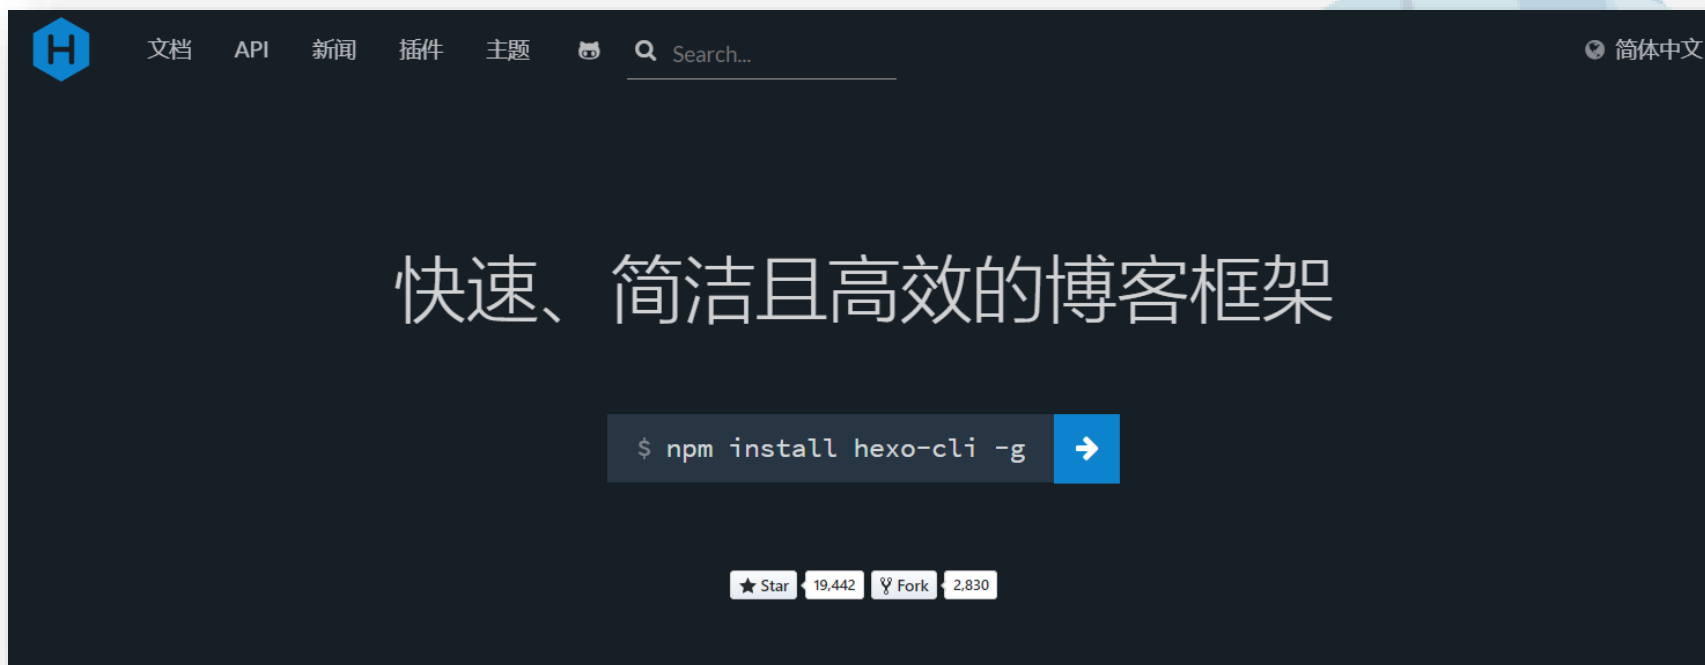 H 文档 API 新闻 插件 主题 Search... 简体中文
快速、简洁且高效的博客框架
$ npm install hexo-cli -g
Star 19,442 Fork 2,830